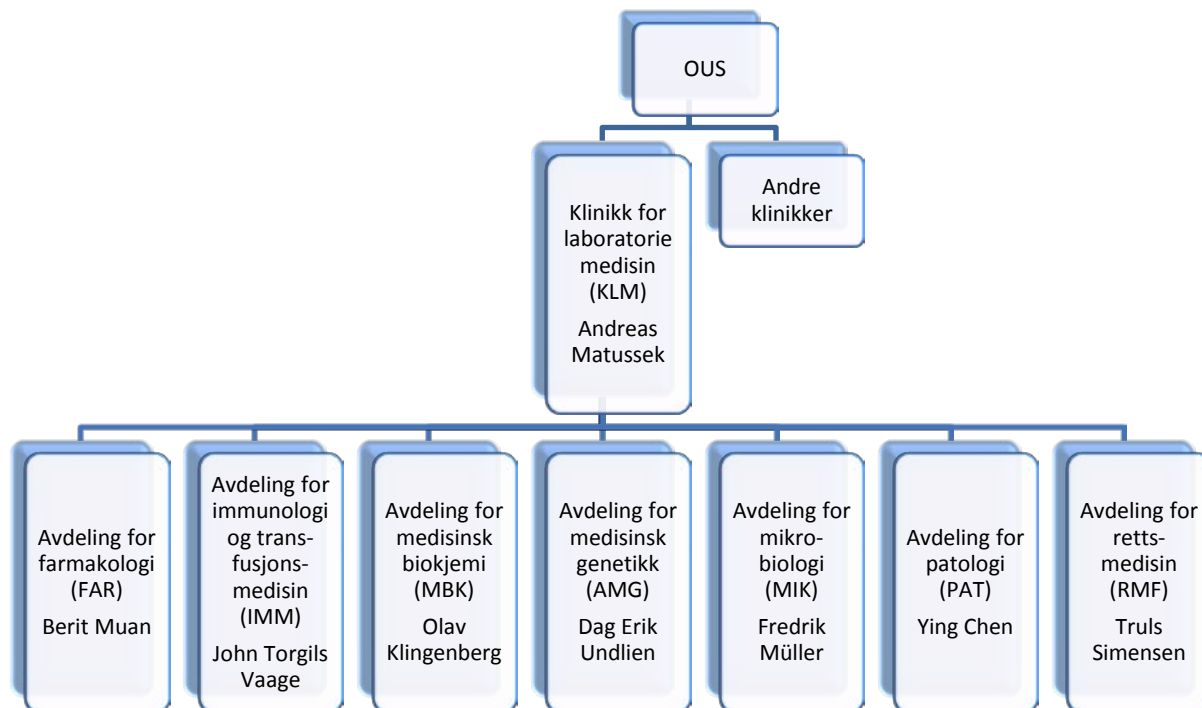 OUS
Klinikk for
laboratorie
medisin
(KLM)
Andreas
Matussek
Andre
klinikker
Avdeling for
farmakologi
(FAR)
Berit Muan
Avdeling for
immunologi
og trans-
fusjons-
medisin
(IMM)
John Torgils
Vaage
Avdeling for
medisinsk
biokjemi
(MBK)
Olav
Klingenberg
Avdeling for
medisinsk
genetikk
(AMG)
Dag Erik
Undlien
Avdeling for
mikro-
biologi
(MIK)
Fredrik
Müller
Avdeling for
patologi
(PAT)
Ying Chen
Avdeling for
retts-
medisin
(RMF)
Truls
Simensen